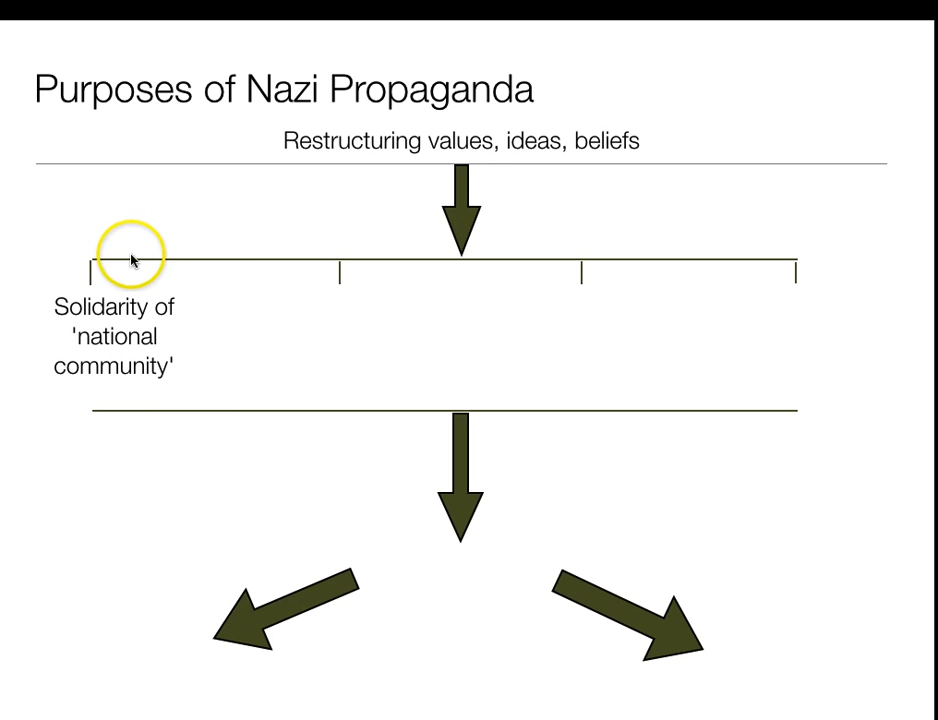 Purposes of Nazi Propaganda
Restructuring values, ideas, beliefs
Solidarity of
'national
community'